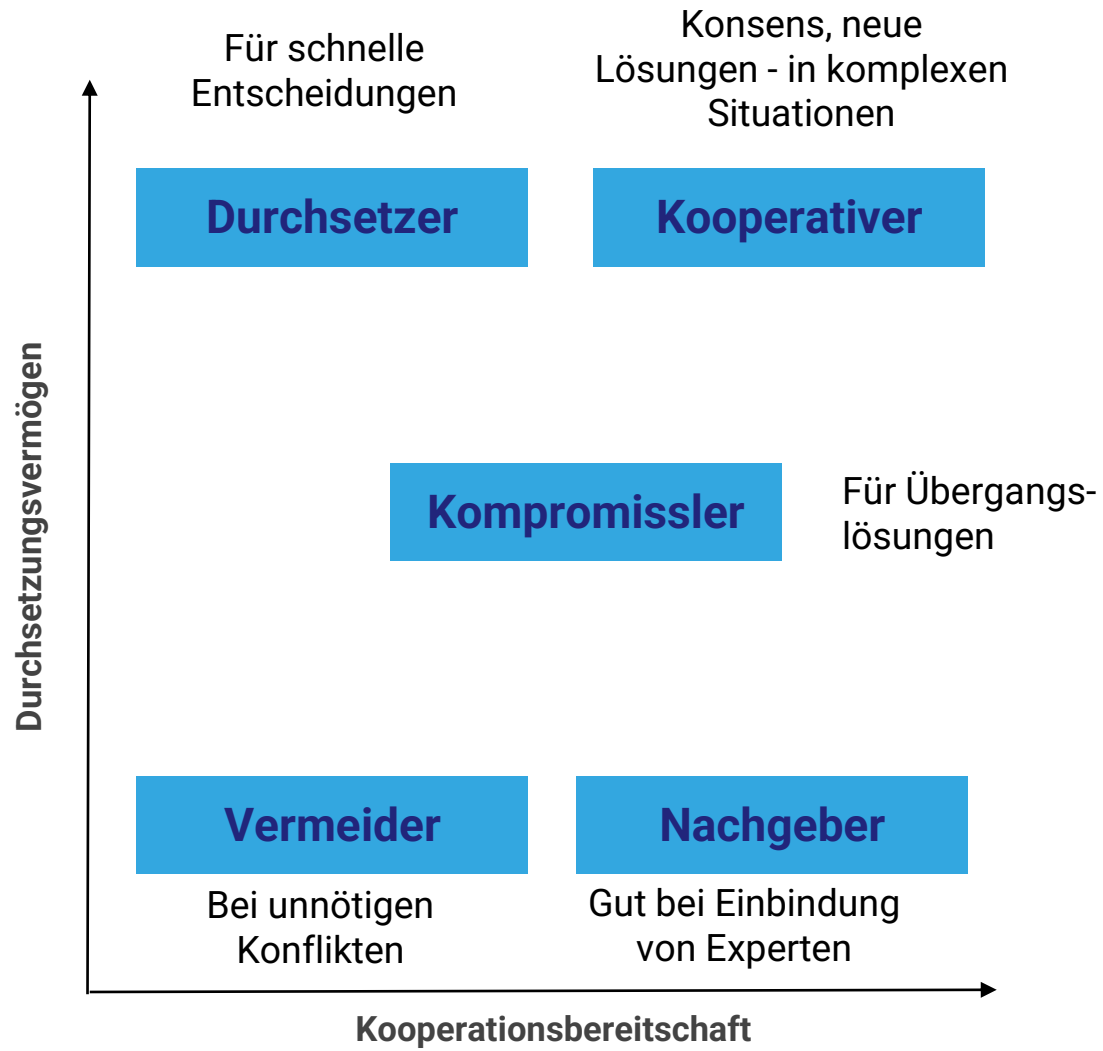 Für schnelle
Entscheidungen
Konsens, neue
Lösungen - in komplexen
Situationen
Durchsetzer
Kooperativer
Durchsetzungsvermögen
Kompromissler
Für Übergangs-
lösungen
Vermeider
Nachgeber
Bei unnötigen
Konflikten
Gut bei Einbindung
von Experten
Kooperationsbereitschaft